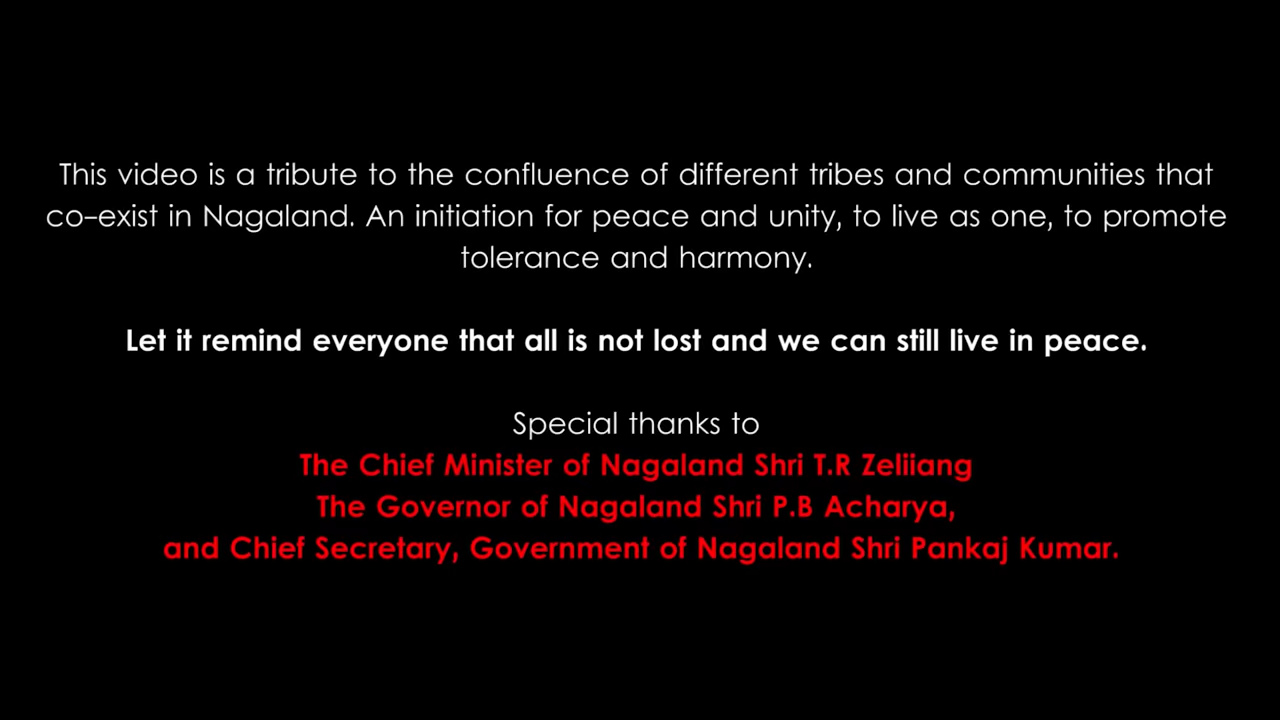 This video is a tribute to the confluence of different tribes and communities that
co-exist in Nagaland. An initiation for peace and unity, to live as one, to promote
tolerance and harmony.
Let it remind everyone that all is not lost and we can still live in peace.
Special thanks to
The Chief Minister of Nagaland Shri T.R Zeliiang
The Governor of Nagaland Shri P.B Acharya,
and Chief Secretary, Government of Nagaland Shri Pankaj Kumar.